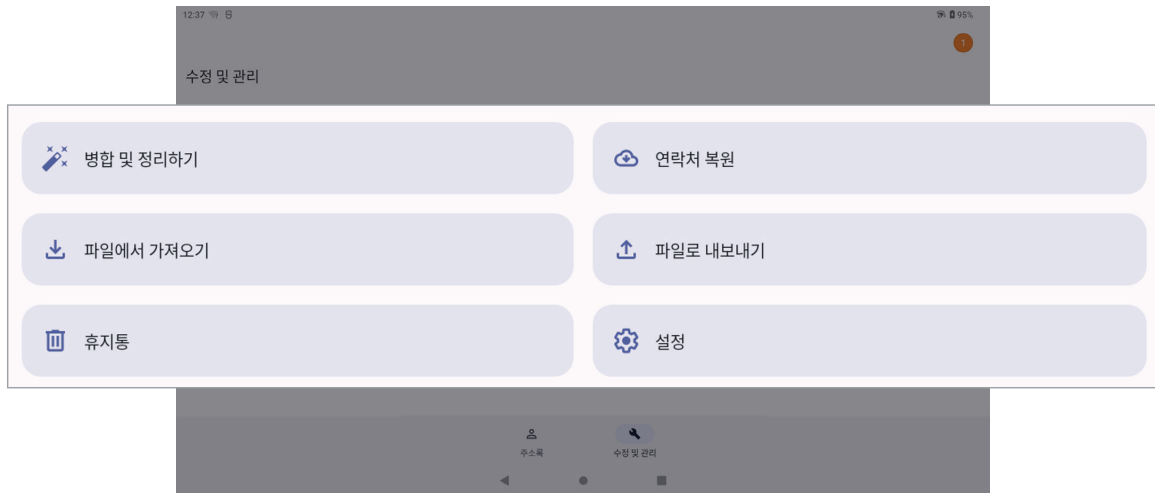 12:37
95%
1
수정 및 관리
병합 및 정리하기
연락처 복원
파일에서 가져오기
파일로 내보내기
휴지통
설정
주소록
수정 및 관리